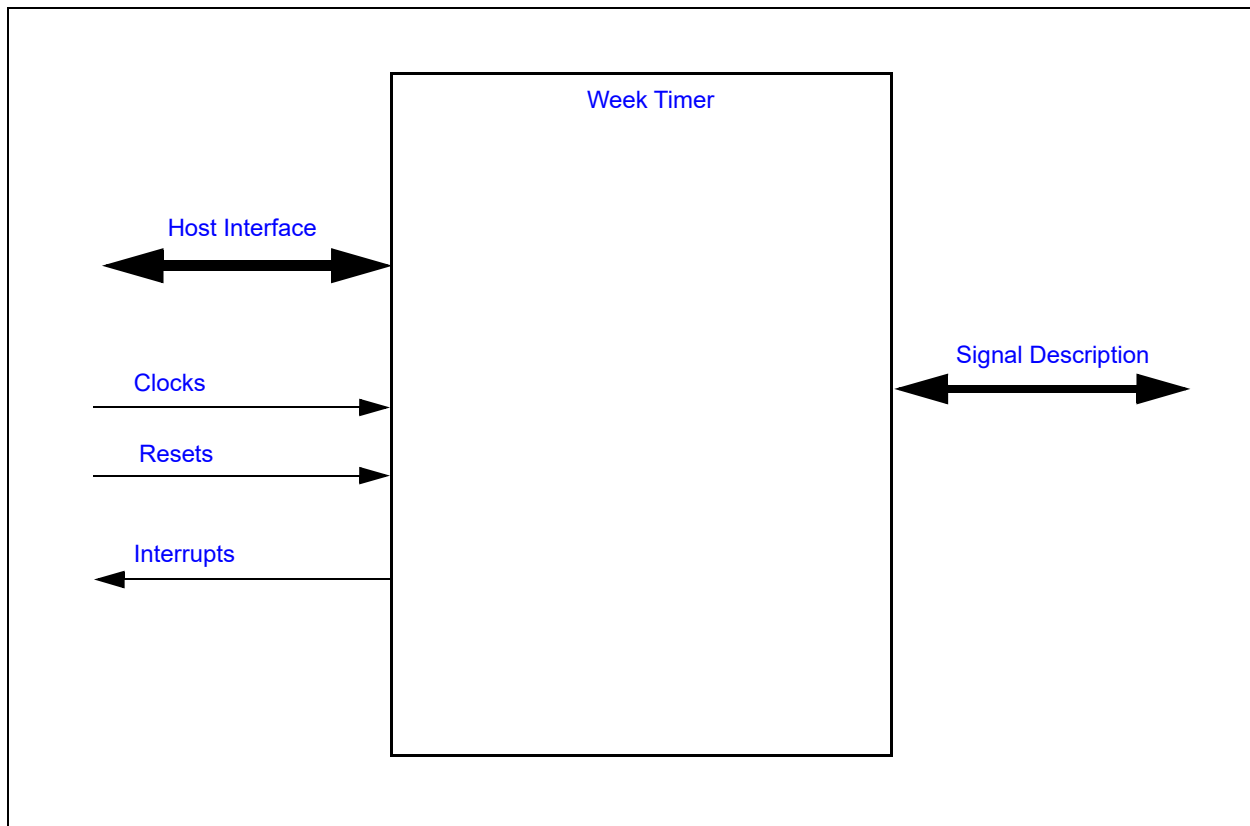 Week Timer
Host Interface
Signal Description
Clocks
Resets
Interrupts